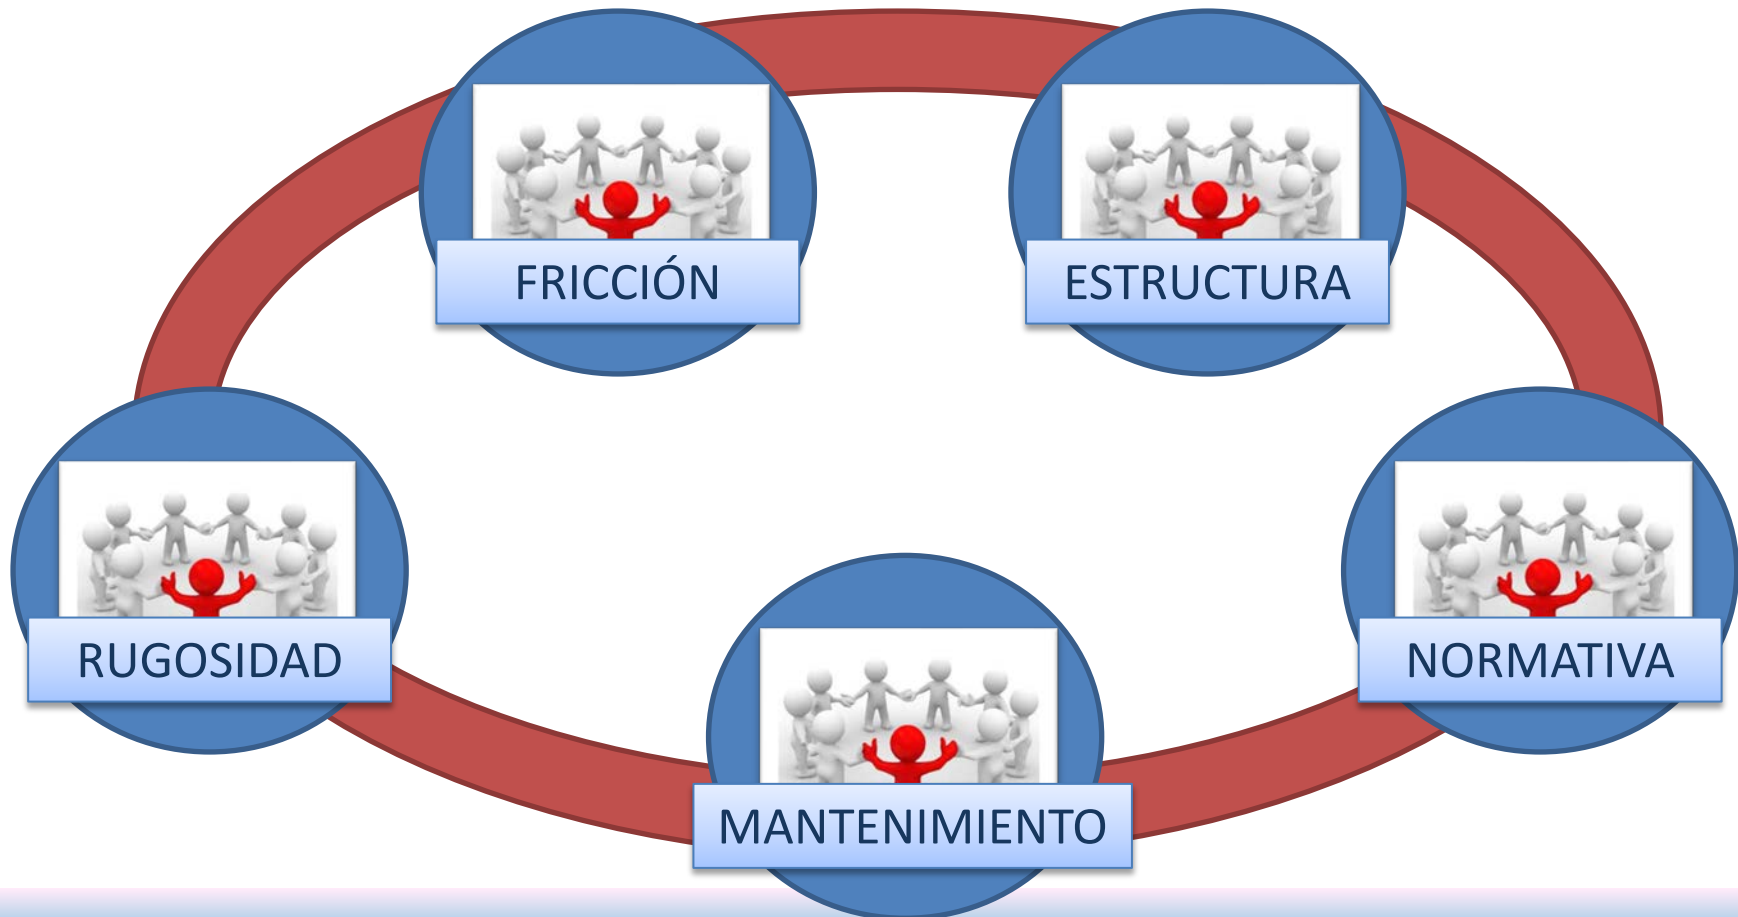 FRICCIÓN
ESTRUCTURA
RUGOSIDAD
NORMATIVA
MANTENIMIENTO